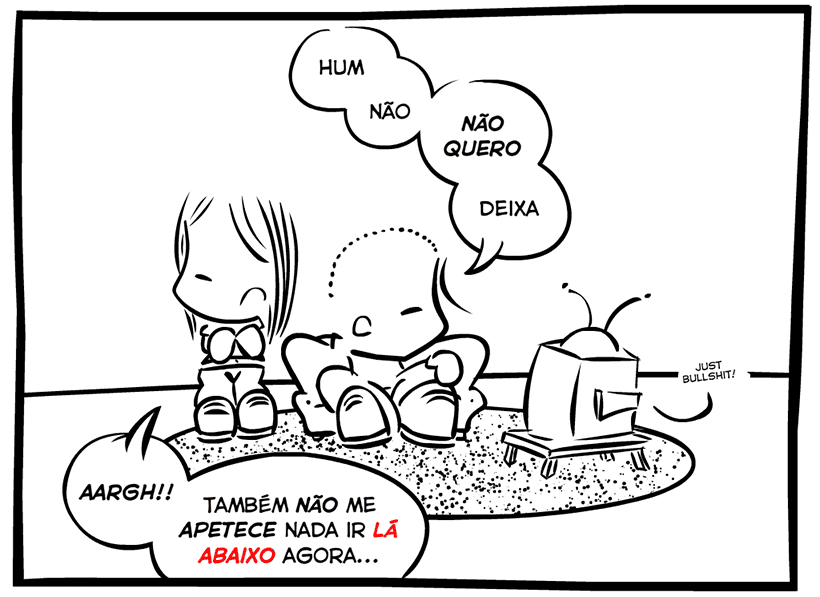 HUM
NÃO
NÃO
QUERO
DEIXA
JUST
BULLSHIT!
AARGH!!
TAMBÉM NÃO ME
APETECE NADA IR LÁ
ABAIXO AGORA...